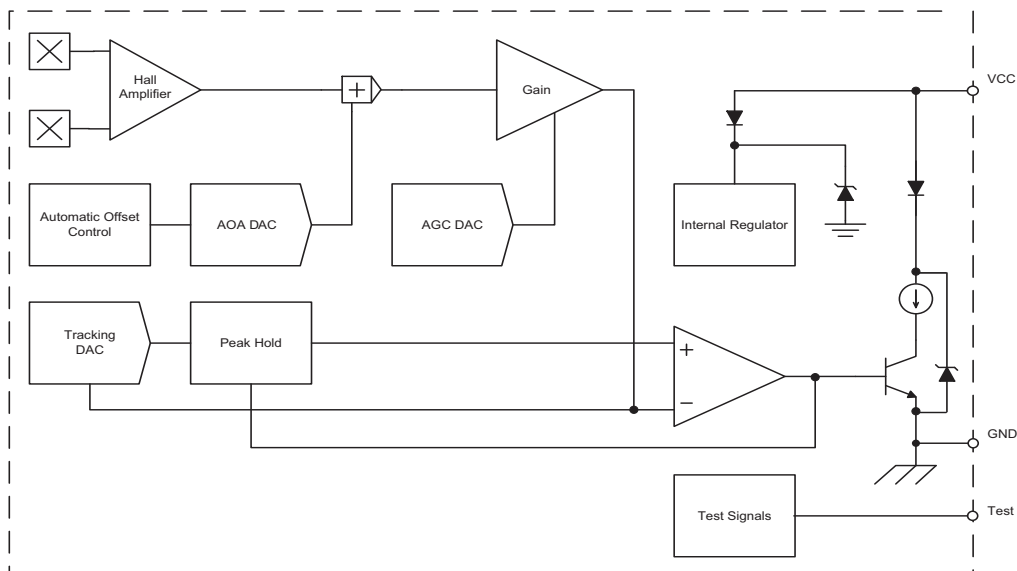 Hall
Amplifier
+
Gain
VCC
Automatic Offset
Control
AOA DAC
AGC DAC
Internal Regulator
Tracking
DAC
Peak Hold
+
−
GND
Test Signals
Test